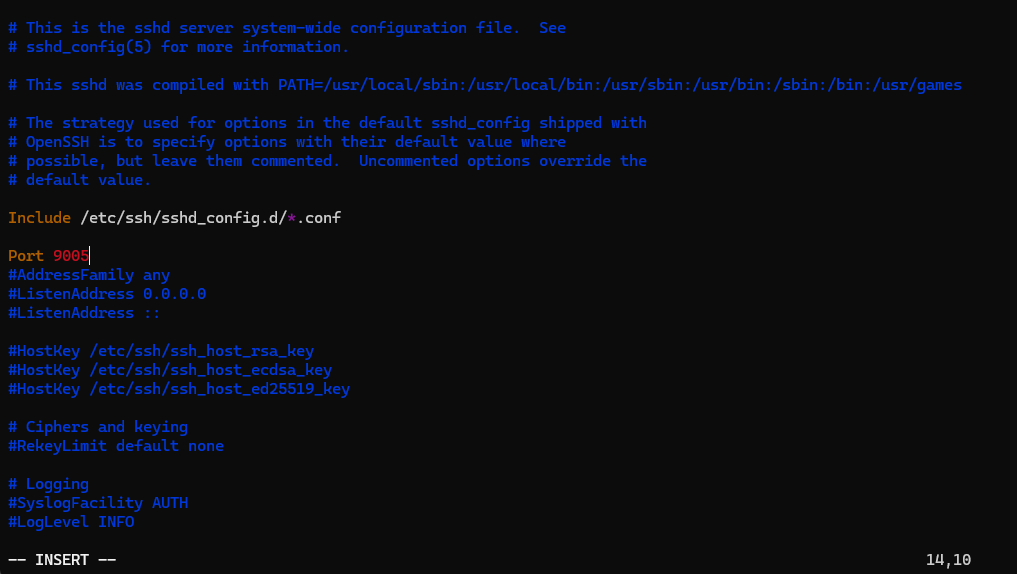 # This is the sshd server system-wide configuration file.  See
# sshd_config(5) for more information.
# This sshd was compiled with PATH=/usr/local/sbin:/usr/local/bin:/usr/sbin:/usr/bin:/sbin:/bin:/usr/games
# The strategy used for options in the default sshd_config shipped with
# OpenSSH is to specify options with their default value where
# possible, but leave them commented.  Uncommented options override the
# default value.
Include /etc/ssh/sshd_config.d/*.conf
Port 9005
#AddressFamily any
#ListenAddress 0.0.0.0
#ListenAddress ::
#HostKey /etc/ssh/ssh_host_rsa_key
#HostKey /etc/ssh/ssh_host_ecdsa_key
#HostKey /etc/ssh/ssh_host_ed25519_key
# Ciphers and keying
#RekeyLimit default none
# Logging
#SyslogFacility AUTH
#LogLevel INFO
-- INSERT --                                                14,10